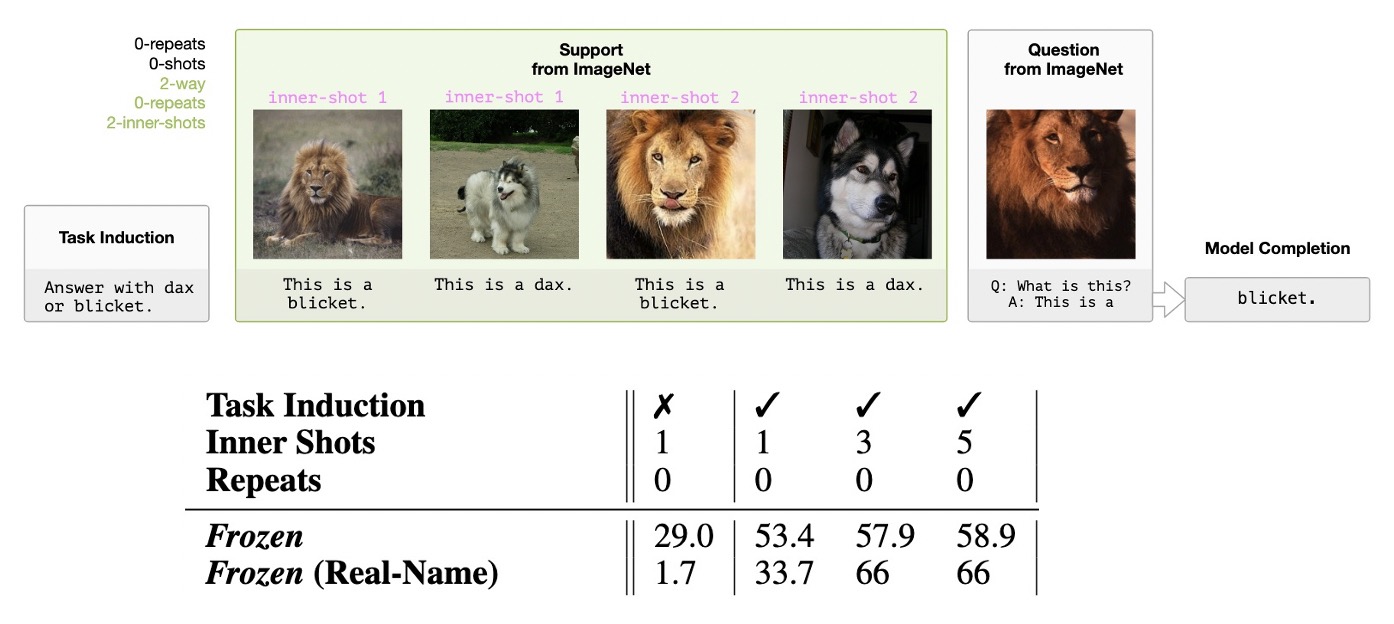 0-repeats
0-shots
2-way
0-repeats
2-inner-shots
Task Induction
Answer with dax
or blicket.
Support
from ImageNet
inner-shot 1
inner-shot 1
inner-shot 2
inner-shot 2
This is a
blicket.
This is a dax.
This is a
blicket.
This is a dax.
Question
from ImageNet
Q: What is this?
A: This is a
Model Completion
blicket.
Task Induction ✗ ✓ ✓ ✓
Inner Shots 1 1 3 5
Repeats 0 0 0 0
Frozen 29.0 53.4 57.9 58.9
Frozen (Real-Name) 1.7 33.7 66 66